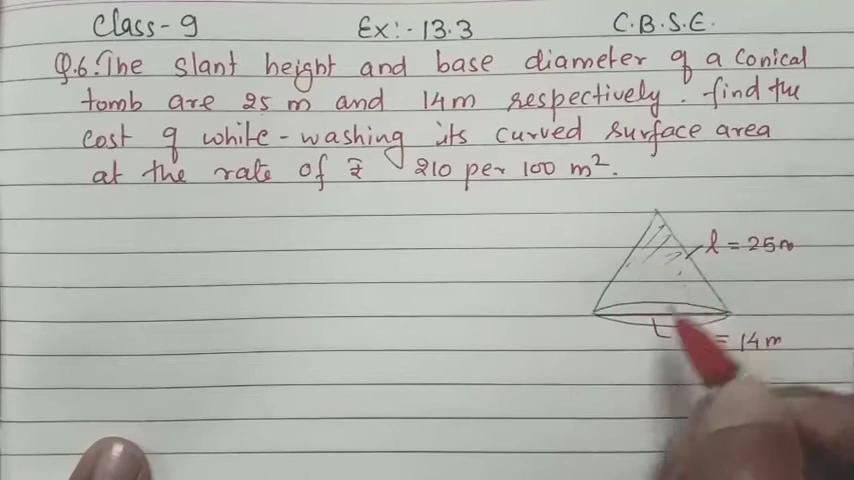 Class-9 Ex:-13.3 C.B.S.E.
Q.6. The slant height and base diameter of a conical
tomb are 25 m and 14m respectively. find the
cost of white-washing its curved surface area
at the rate of ₹ 210 per 100 m².
l = 25m
= 14m